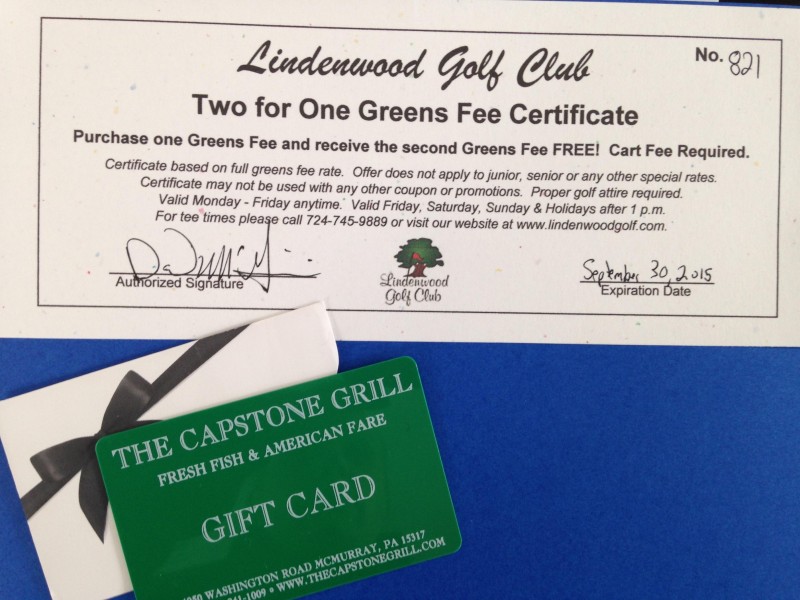 Lindenwood Golf Club
No. 821
Two for One Greens Fee Certificate
Purchase one Greens Fee and receive the second Greens Fee FREE! Cart Fee Required.
Certificate based on full greens fee rate. Offer does not apply to junior, senior or any other special rates.
Certificate may not be used with any other coupon or promotions. Proper golf attire required.
Valid Monday - Friday anytime. Valid Friday, Saturday, Sunday & Holidays after 1 p.m.
For tee times please call 724-745-9889 or visit our website at www.lindenwoodgolf.com.
Authorized Signature
Lindenwood
Golf Club
September 30, 2015
Expiration Date
THE CAPSTONE GRILL
FRESH FISH & AMERICAN FARE
GIFT CARD
WASHINGTON ROAD MCMURRAY, PA 15317
-1009 • WWW.THECAPSTONEGRILL.COM